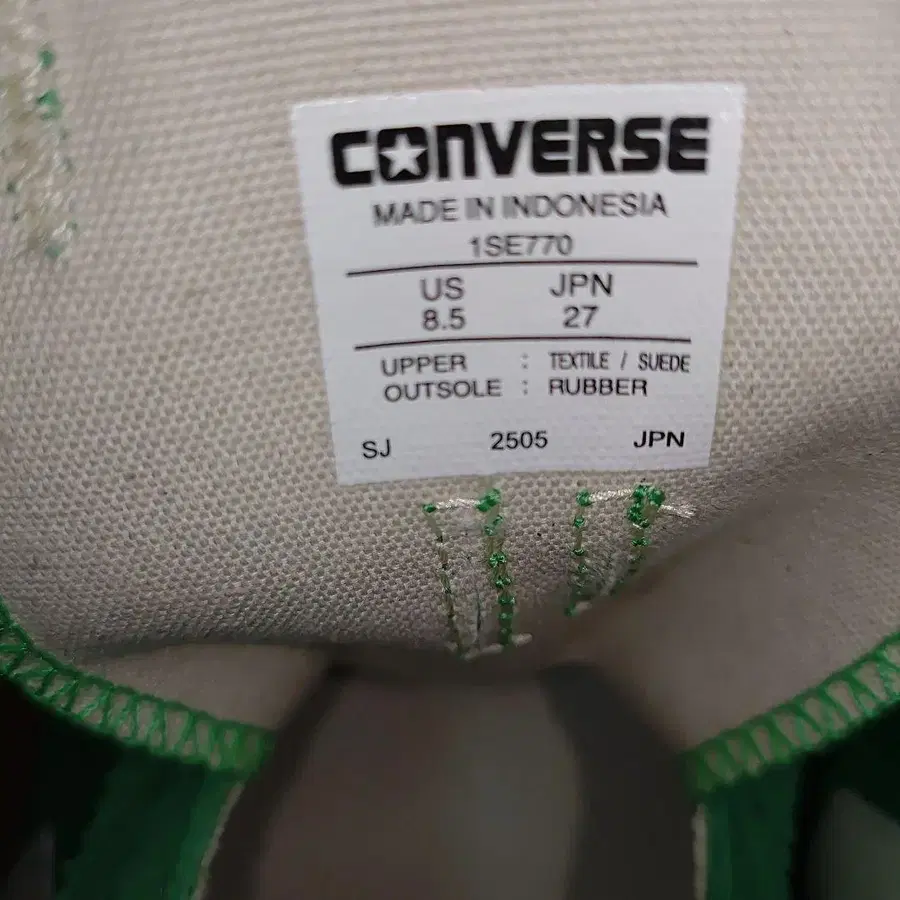 CONVERSE
MADE IN INDONESIA
1SE770
US JPN
8.5 27
UPPER : TEXTILE / SUEDE
OUTSOLE : RUBBER
SJ 2505 JPN